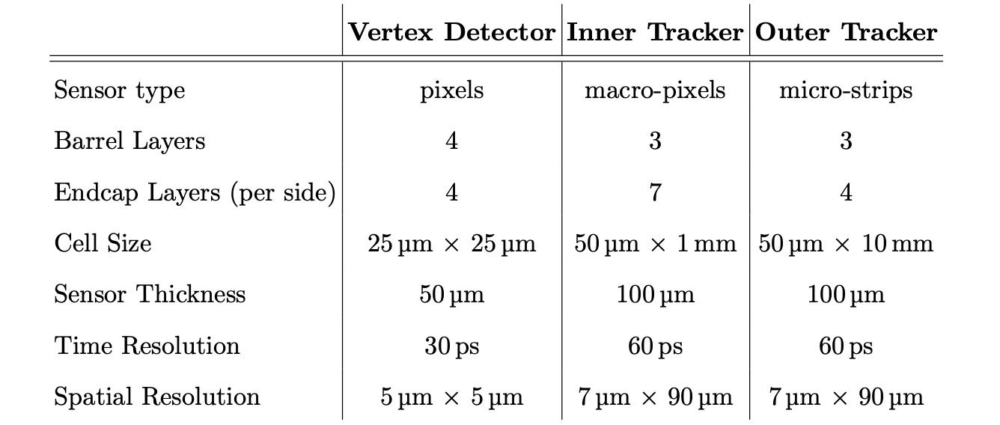 Vertex Detector Inner Tracker Outer Tracker
Sensor type pixels macro-pixels micro-strips
Barrel Layers 4 3 3
Endcap Layers (per side) 4 7 4
Cell Size 25 µm × 25 µm 50 µm × 1 mm 50 µm × 10 mm
Sensor Thickness 50 µm 100 µm 100 µm
Time Resolution 30 ps 60 ps 60 ps
Spatial Resolution 5 µm × 5 µm 7 µm × 90 µm 7 µm × 90 µm